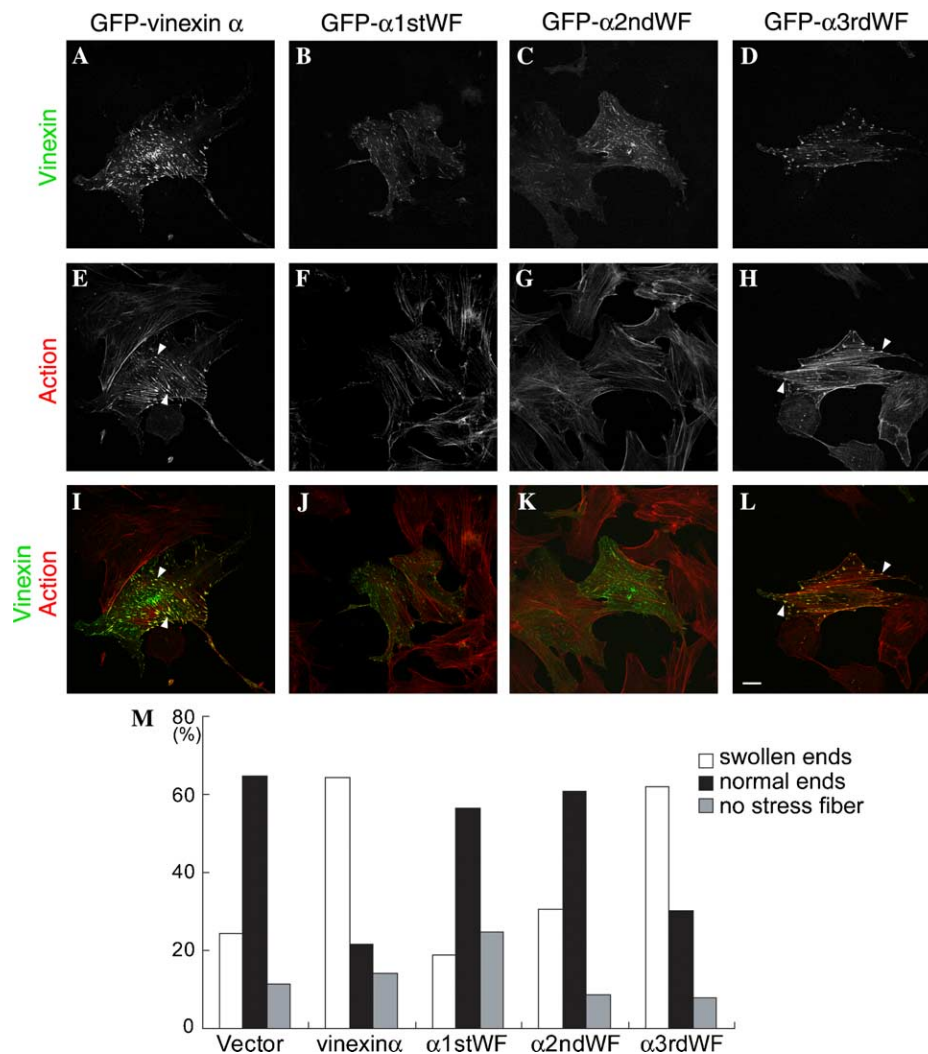 GFP-vinexin α GFP-α1stWF GFP-α2ndWF GFP-α3rdWF
Vinexin
A B C D
Action
E F G H
Vinexin
Action
I J K L
M
80
(%)
60
40
20
0
swollen ends
normal ends
no stress fiber
Vector vinexinα α1stWF α2ndWF α3rdWF